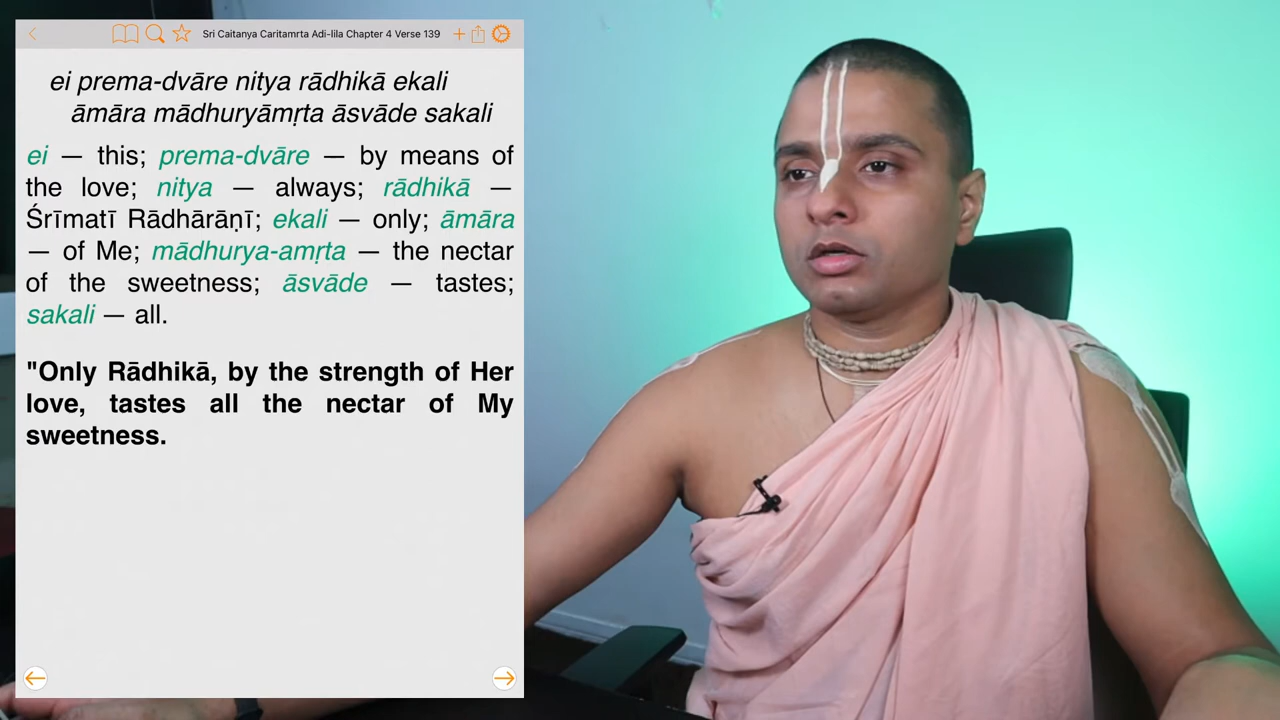 Sri Caitanya Caritamrta Adi-lila Chapter 4 Verse 139
ei prema-dvāre nitya rādhikā ekali
āmāra mādhuryāmṛta āsvāde sakali
ei — this; prema-dvāre — by means of
the love; nitya — always; rādhikā —
Śrīmatī Rādhārāṇī; ekali — only; āmāra
— of Me; mādhurya-amṛta — the nectar
of the sweetness; āsvāde — tastes;
sakali — all.
"Only Rādhikā, by the strength of Her
love, tastes all the nectar of My
sweetness.